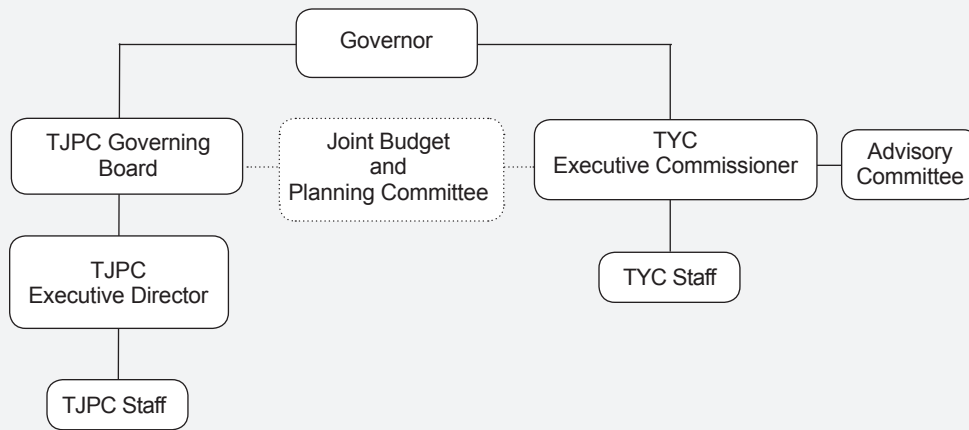 Governor
TJPC Governing
Board
Joint Budget
and
Planning Committee
TYC
Executive Commissioner
Advisory
Committee
TJPC
Executive Director
TYC Staff
TJPC Staff